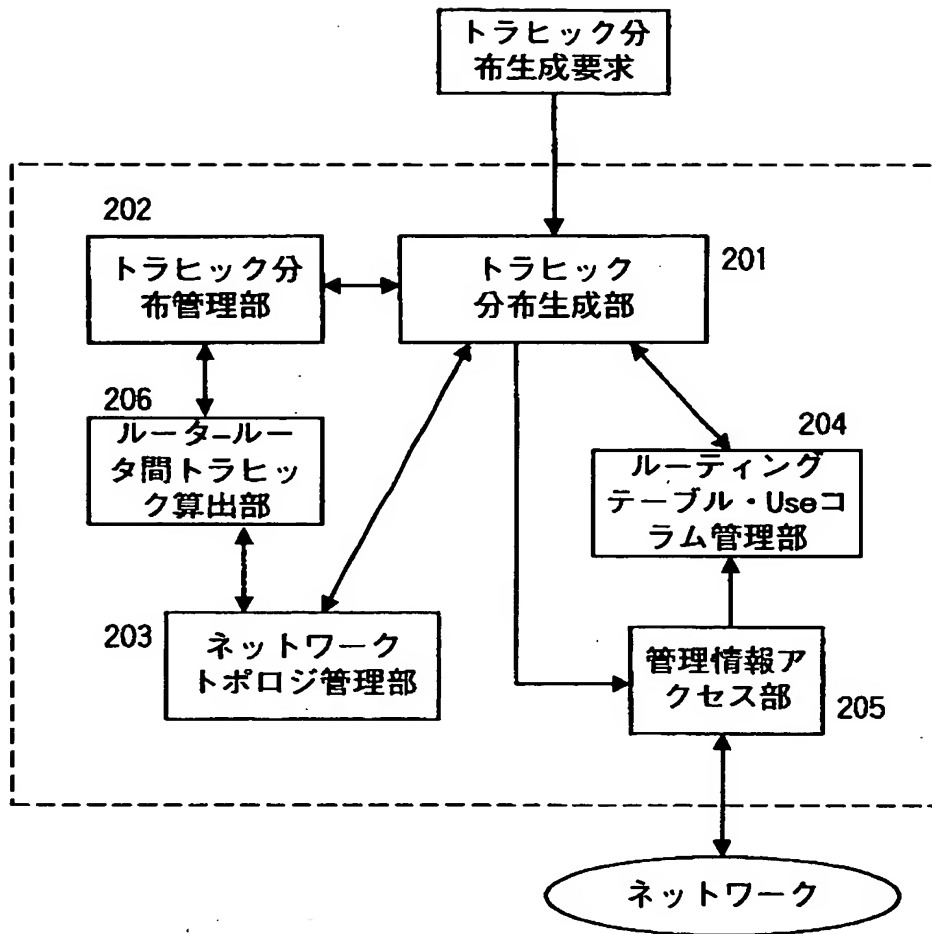 トラヒック分
布生成要求
202
トラヒック分
布管理部
トラヒック
分布生成部
201
206
ルータ−ルー
タ間トラヒッ
ク算出部
204
ルーティング
テーブル・Useコ
ラム管理部
203
ネットワーク
トポロジ管理部
管理情報ア
クセス部
205
ネットワーク